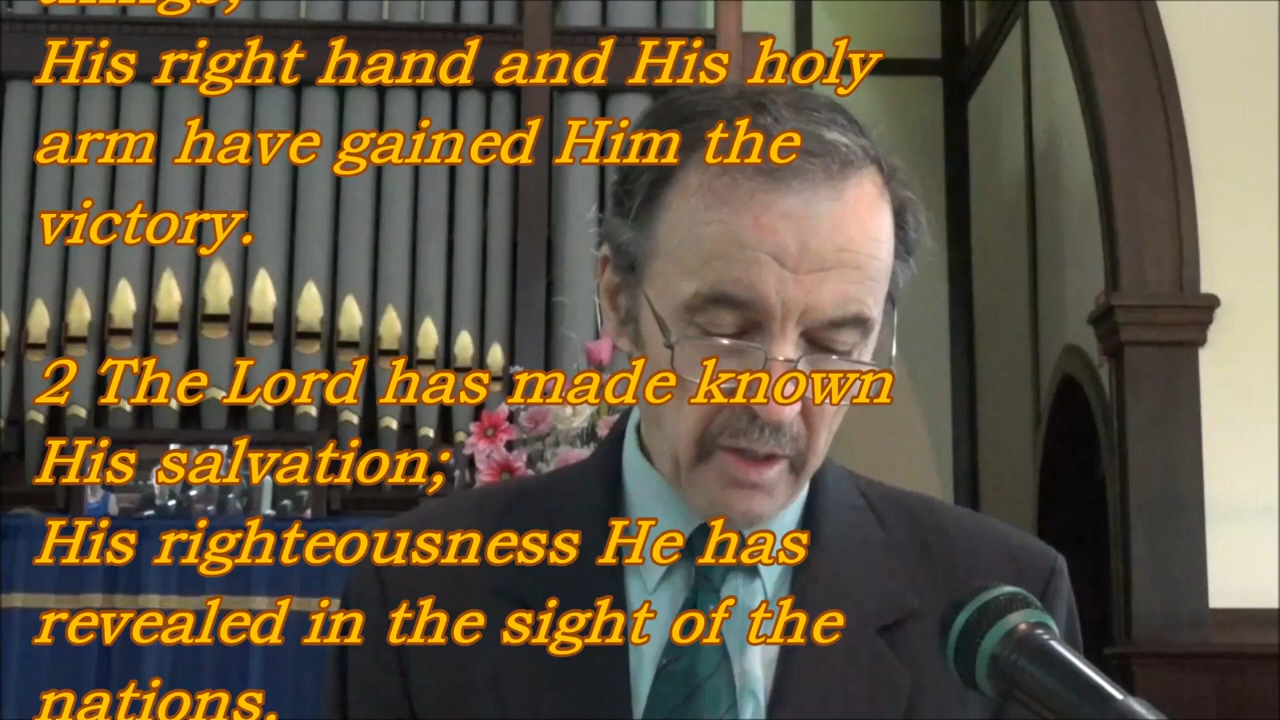 things;
His right hand and His holy
arm have gained Him the
victory.
2 The Lord has made known
His salvation;
His righteousness He has
revealed in the sight of the
nations.